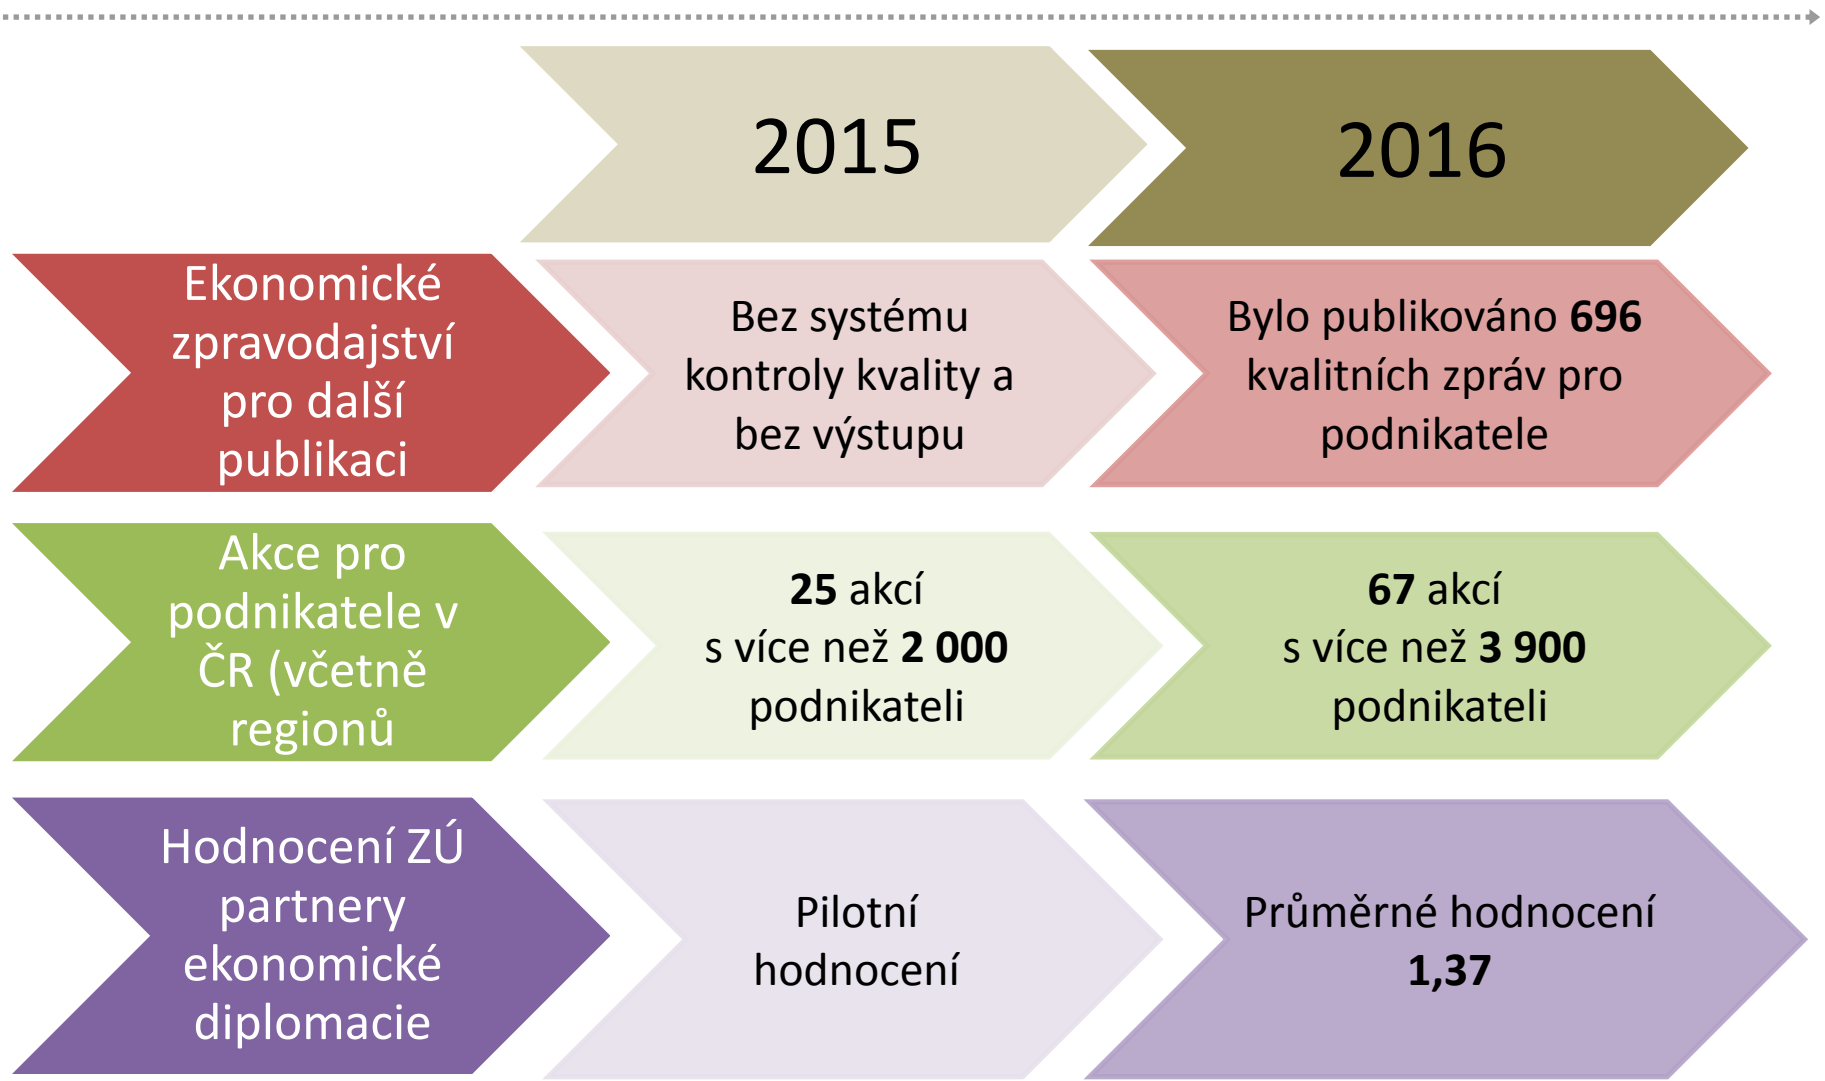 2015
2016
Ekonomické
zpravodajství
pro další
publikaci
Bez systému
kontroly kvality a
bez výstupu
Bylo publikováno 696
kvalitních zpráv pro
podnikatele
Akce pro
podnikatele v
ČR (včetně
regionů
25 akcí
s více než 2 000
podnikateli
67 akcí
s více než 3 900
podnikateli
Hodnocení ZÚ
partnery
ekonomické
diplomacie
Pilotní
hodnocení
Průměrné hodnocení
1,37